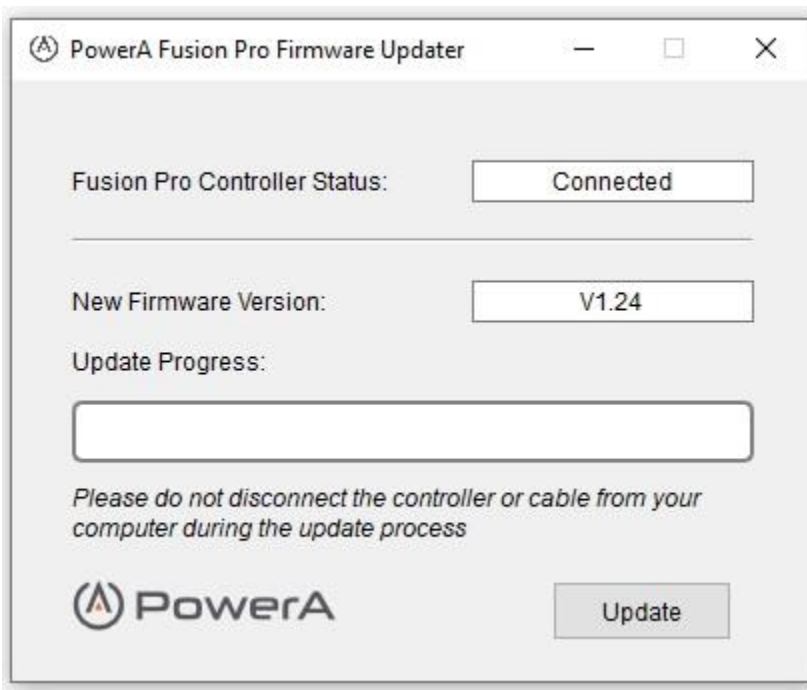 PowerA Fusion Pro Firmware Updater
Fusion Pro Controller Status: Connected
New Firmware Version: V1.24
Update Progress:
Please do not disconnect the controller or cable from your
computer during the update process
PowerA Update